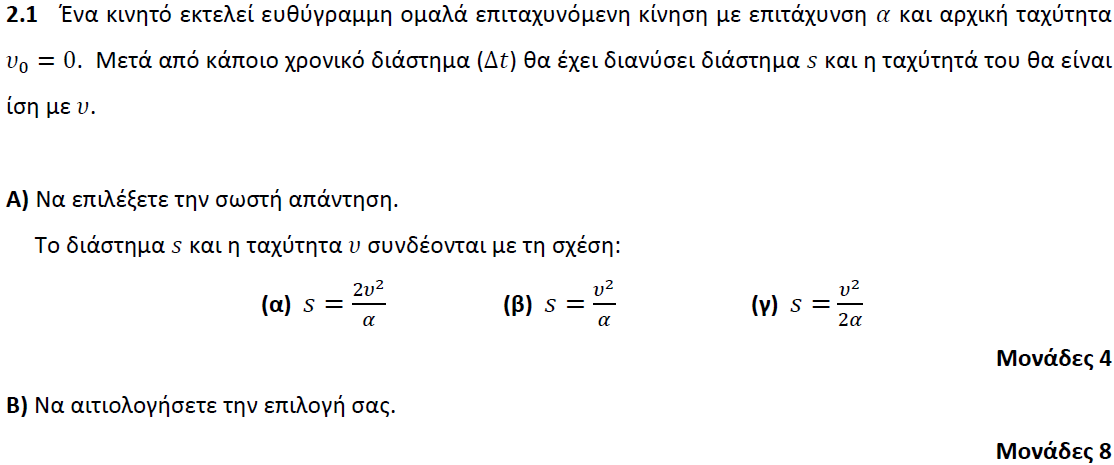 2.1 Ένα κινητό εκτελεί ευθύγραμμη ομαλά επιταχυνόμενη κίνηση με επιτάχυνση α και αρχική ταχύτητα
υ₀ = 0. Μετά από κάποιο χρονικό διάστημα (Δt) θα έχει διανύσει διάστημα s και η ταχύτητά του θα είναι
ίση με υ.
Α) Να επιλέξετε την σωστή απάντηση.
Το διάστημα s και η ταχύτητα υ συνδέονται με τη σχέση:
(α) s = 2υ²/α (β) s = υ²/α (γ) s = υ²/2α
Μονάδες 4
Β) Να αιτιολογήσετε την επιλογή σας.
Μονάδες 8